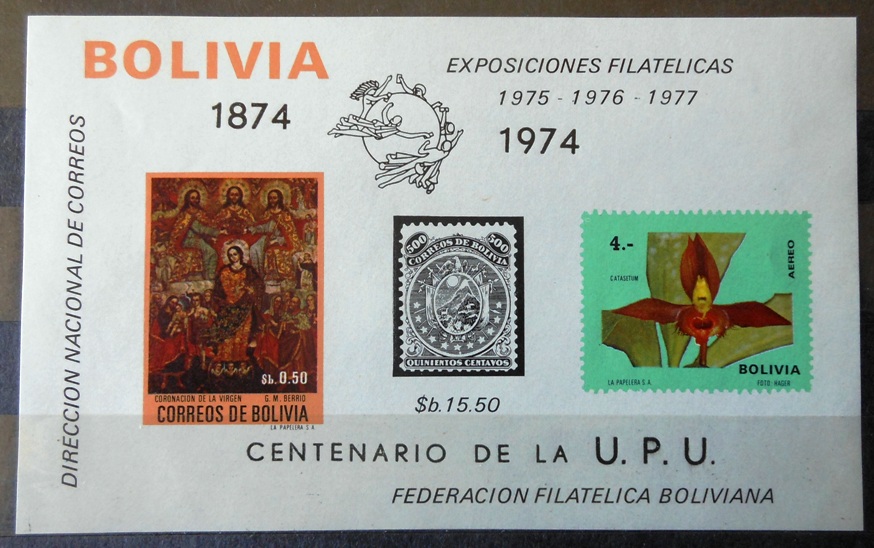 BOLIVIA
1874
EXPOSICIONES FILATELICAS
1975 - 1976 - 1977
1974
DIRECCION NACIONAL DE CORREOS
$b.0.50
CORONACION DE LA VIRGEN G. M. BERRIO
CORREOS DE BOLIVIA
LA PAPELERA S.A.
500 500
CORREOS DE BOLIVIA
QUINIENTOS CENTAVOS
$b.15.50
4.-
AEREO
CATASETUM
BOLIVIA
LA PAPELERA S.A. FOTO: HAGER
CENTENARIO DE LA U.P.U.
FEDERACION FILATELICA BOLIVIANA